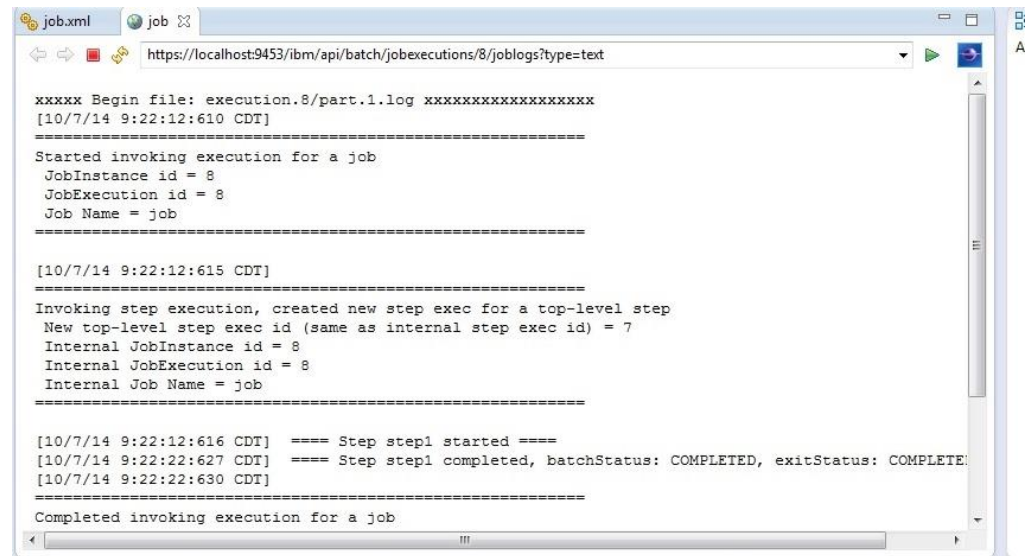 job.xml
job
https://localhost:9453/ibm/api/batch/jobexecutions/8/joblogs?type=text
A
xxxxx Begin file: execution.8/part.1.log xxxxxxxxxxxxxxxxxx
[10/7/14 9:22:12:610 CDT]
==========================================================
Started invoking execution for a job
JobInstance id = 8
JobExecution id = 8
Job Name = job
==========================================================
[10/7/14 9:22:12:615 CDT]
==========================================================
Invoking step execution, created new step exec for a top-level step
New top-level step exec id (same as internal step exec id) = 7
Internal JobInstance id = 8
Internal JobExecution id = 8
Internal Job Name = job
==========================================================
[10/7/14 9:22:12:616 CDT] ==== Step step1 started ====
[10/7/14 9:22:22:627 CDT] ==== Step step1 completed, batchStatus: COMPLETED, exitStatus: COMPLETE
[10/7/14 9:22:22:630 CDT]
==========================================================
Completed invoking execution for a job